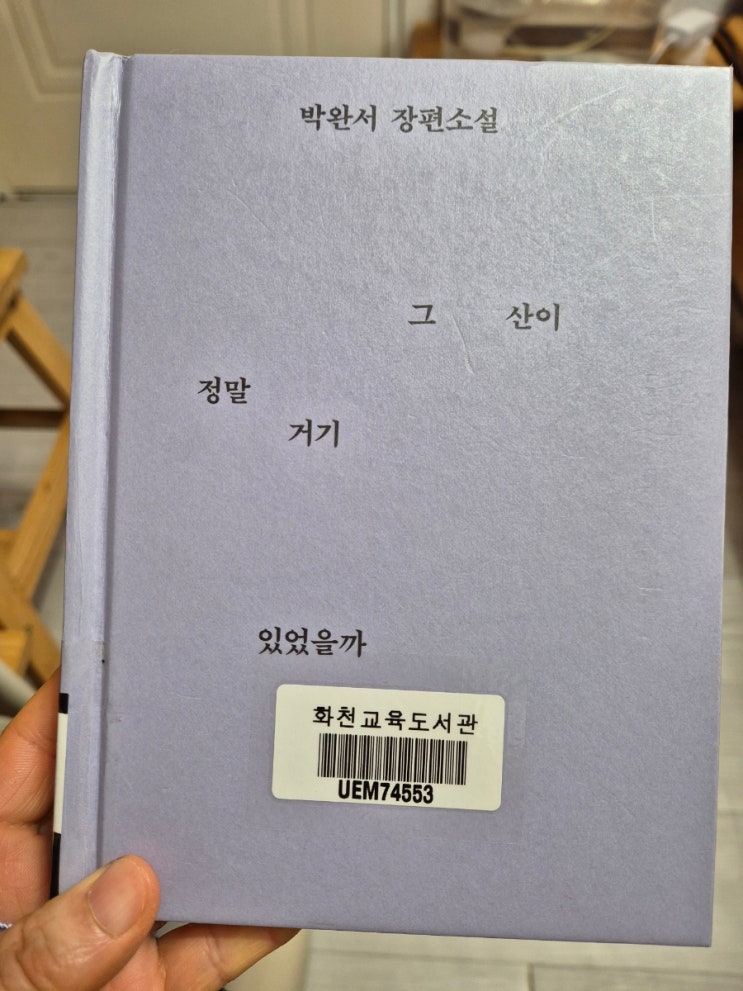 박완서 장편소설
그 산이
정말
거기
있었을까
화천교육도서관
UEM74553